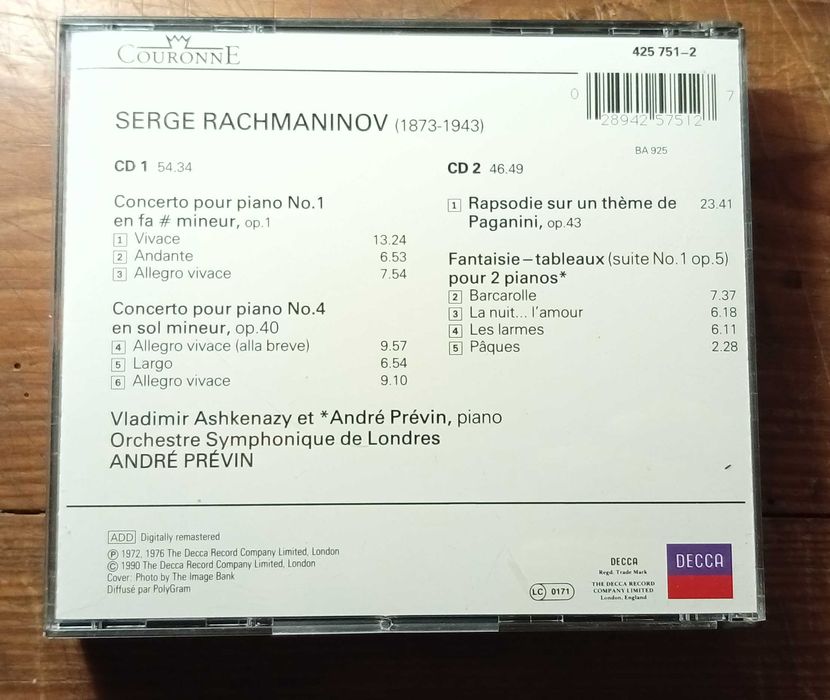 COURONNE
425 751-2
0 28942 57512 7
BA 925
SERGE RACHMANINOV (1873-1943)
CD 1 54.34
Concerto pour piano No.1
en fa # mineur, op.1
1 Vivace 13.24
2 Andante 6.53
3 Allegro vivace 7.54
Concerto pour piano No.4
en sol mineur, op.40
4 Allegro vivace (alla breve) 9.57
5 Largo 6.54
6 Allegro vivace 9.10
CD 2 46.49
1 Rapsodie sur un thème de 23.41
Paganini, op.43
Fantaisie – tableaux (suite No.1 op.5)
pour 2 pianos*
2 Barcarolle 7.37
3 La nuit... l'amour 6.18
4 Les larmes 6.11
5 Pâques 2.28
Vladimir Ashkenazy et *André Prévin, piano
Orchestre Symphonique de Londres
ANDRÉ PRÉVIN
ADD Digitally remastered
Ⓟ 1972, 1976 The Decca Record Company Limited, London
© 1990 The Decca Record Company Limited, London
Cover: Photo by The Image Bank
Diffusé par PolyGram
LC 0171
DECCA
Regd. Trade Mark
THE DECCA RECORD
COMPANY LIMITED
London, England
DECCA